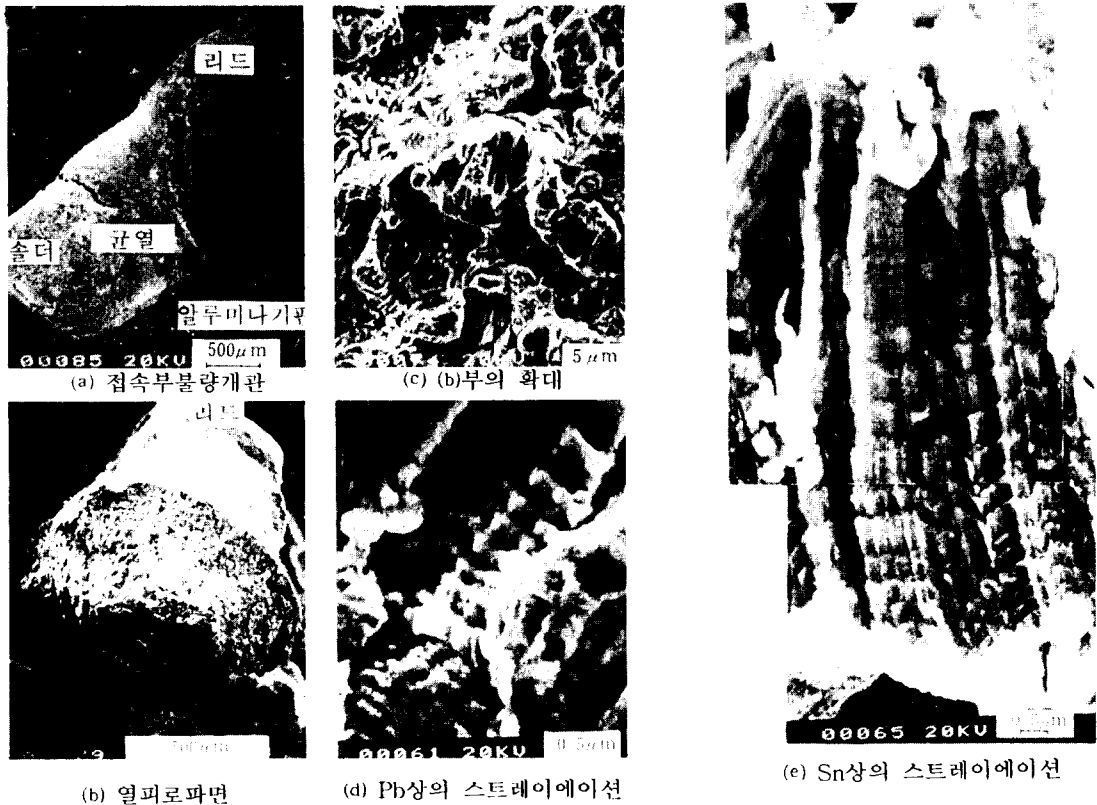 리드
솔더
균열
알루미나기판
00085 20KV
500μm
(a) 접속부불량개관
5μm
(c) (b)부의 확대
리드
(b) 열피로파면
00061 20KV
0.5μm
(d) Pb상의 스트레이에이션
00065 20KV
(e) Sn상의 스트레이에이션